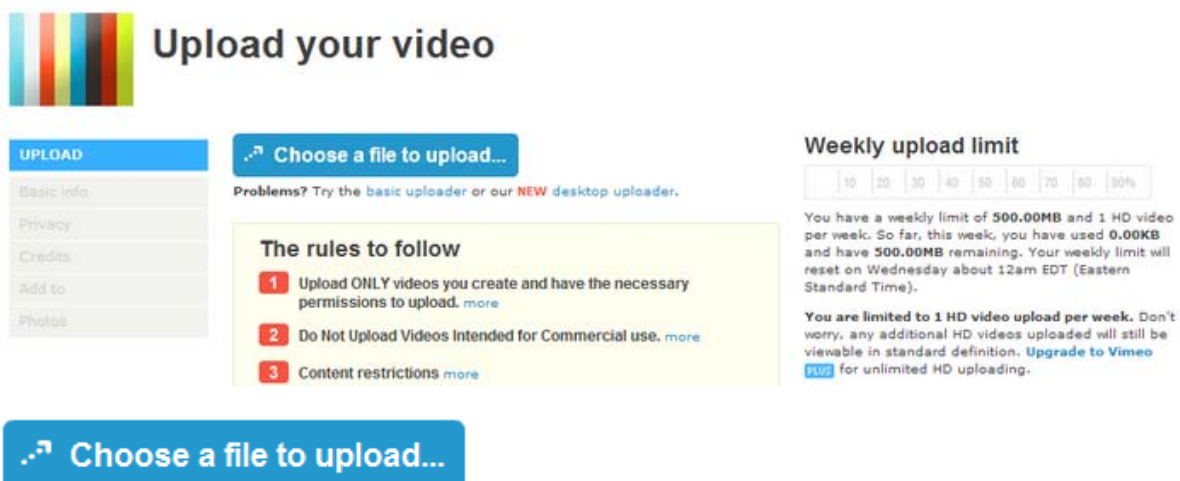 Upload your video
UPLOAD
Basic info
Privacy
Credits
Add to
Photos
Choose a file to upload...
Problems? Try the basic uploader or our NEW desktop uploader.
The rules to follow
1 Upload ONLY videos you create and have the necessary
permissions to upload. more
2 Do Not Upload Videos Intended for Commercial use. more
3 Content restrictions more
Weekly upload limit
10 20 30 40 50 60 70 80 90%
You have a weekly limit of 500.00MB and 1 HD video
per week. So far, this week, you have used 0.00KB
and have 500.00MB remaining. Your weekly limit will
reset on Wednesday about 12am EDT (Eastern
Standard Time).
You are limited to 1 HD video upload per week. Don't
worry, any additional HD videos uploaded will still be
viewable in standard definition. Upgrade to Vimeo
PLUS for unlimited HD uploading.
Choose a file to upload...